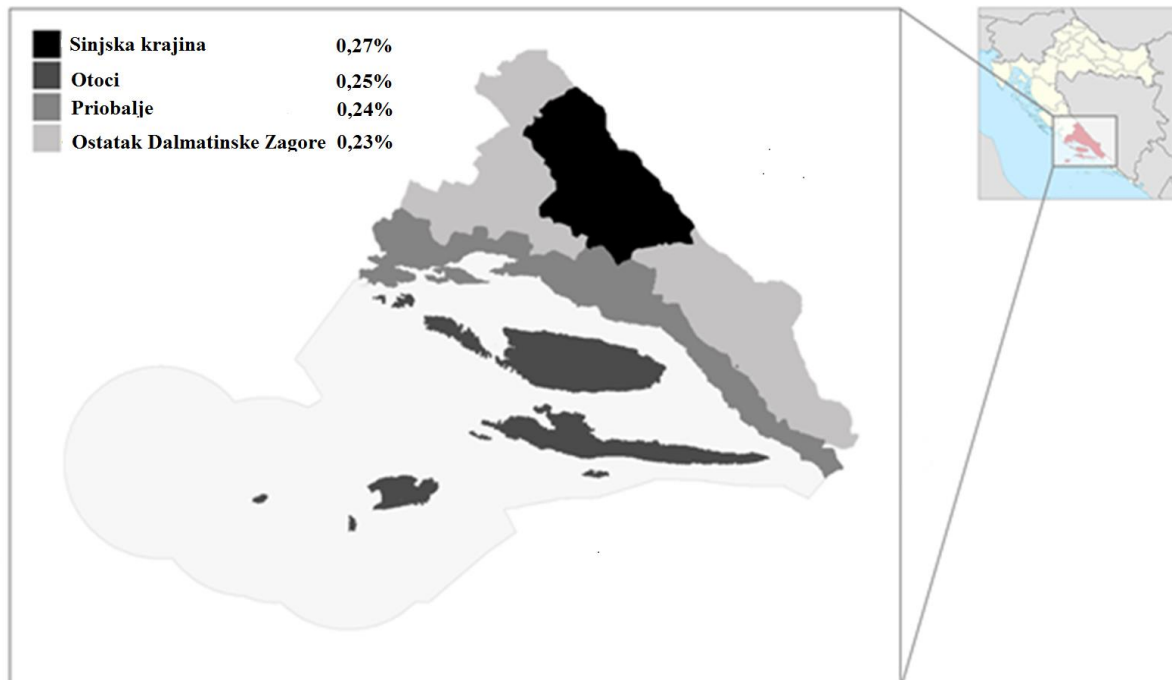 Sinjska krajina 0,27%
Otoci 0,25%
Priobalje 0,24%
Ostatak Dalmatinske Zagore 0,23%